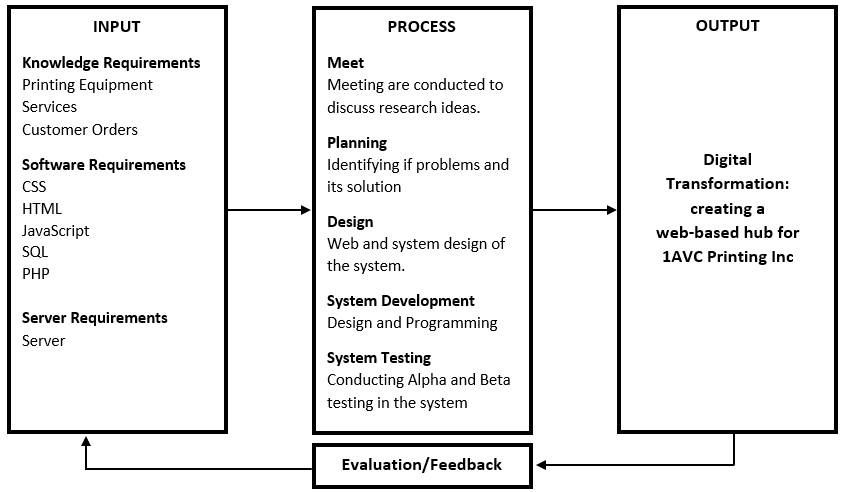 INPUT
Knowledge Requirements
Printing Equipment
Services
Customer Orders
Software Requirements
CSS
HTML
JavaScript
SQL
PHP
Server Requirements
Server
PROCESS
Meet
Meeting are conducted to
discuss research ideas.
Planning
Identifying if problems and
its solution
Design
Web and system design of
the system.
System Development
Design and Programming
System Testing
Conducting Alpha and Beta
testing in the system
OUTPUT
Digital
Transformation:
creating a
web-based hub for
1AVC Printing Inc
Evaluation/Feedback